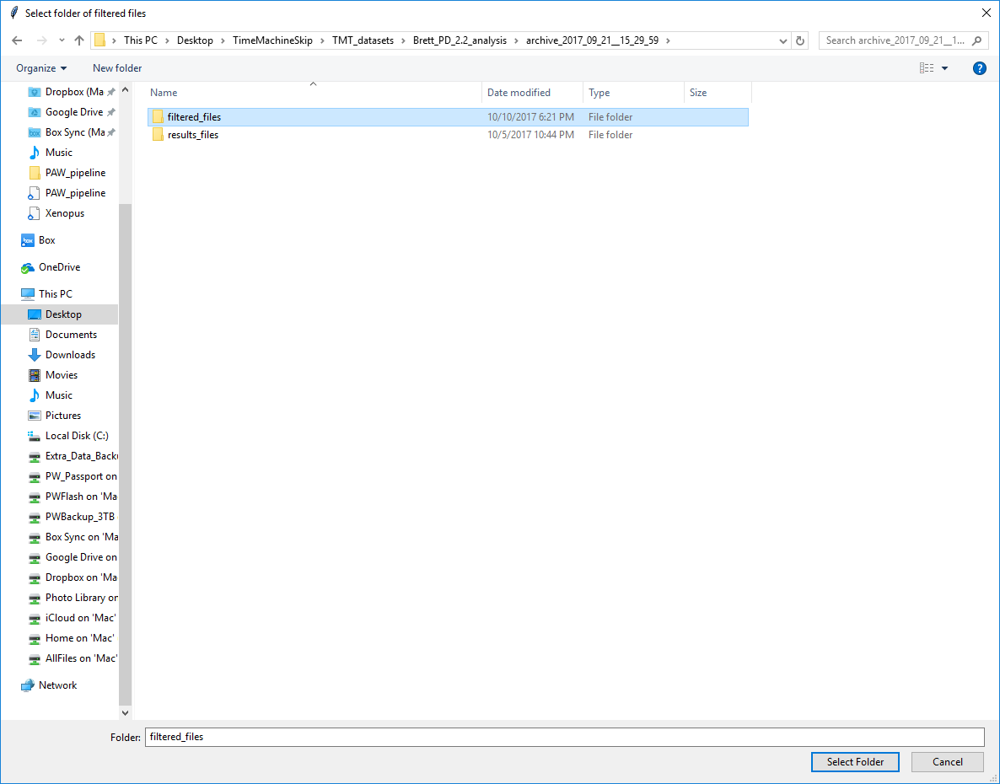 Select folder of filtered files
This PC > Desktop > TimeMachineSkip > TMT_datasets > Brett_PD_2.2_analysis > archive_2017_09_21__15_29_59 >
Search archive_2017_09_21__1...
Organize
New folder
Dropbox (Ma
Google Drive
Box Sync (Ma
Music
PAW_pipeline
PAW_pipeline
Xenopus
Box
OneDrive
This PC
Desktop
Documents
Downloads
Movies
Music
Pictures
Local Disk (C:)
Extra_Data_Backu
PW_Passport on
PWFlash on 'Ma
PWBackup_3TB
Box Sync on 'Ma
Google Drive on
Dropbox on 'Ma
Photo Library on
iCloud on 'Mac'
Home on 'Mac'
AllFiles on 'Mac'
Network
Name Date modified Type Size
filtered_files 10/10/2017 6:21 PM File folder
results_files 10/5/2017 10:44 PM File folder
Folder: filtered_files
Select Folder
Cancel